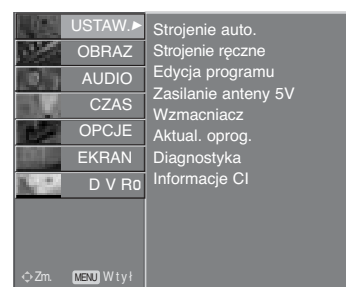 USTAW.
OBRAZ
AUDIO
CZAS
OPCJE
EKRAN
D V R0
Zm.
MENU Wtył
Strojenie auto.
Strojenie ręczne
Edycja programu
Zasilanie anteny 5V
Wzmacniacz
Aktual. oprog.
Diagnostyka
Informacje CI